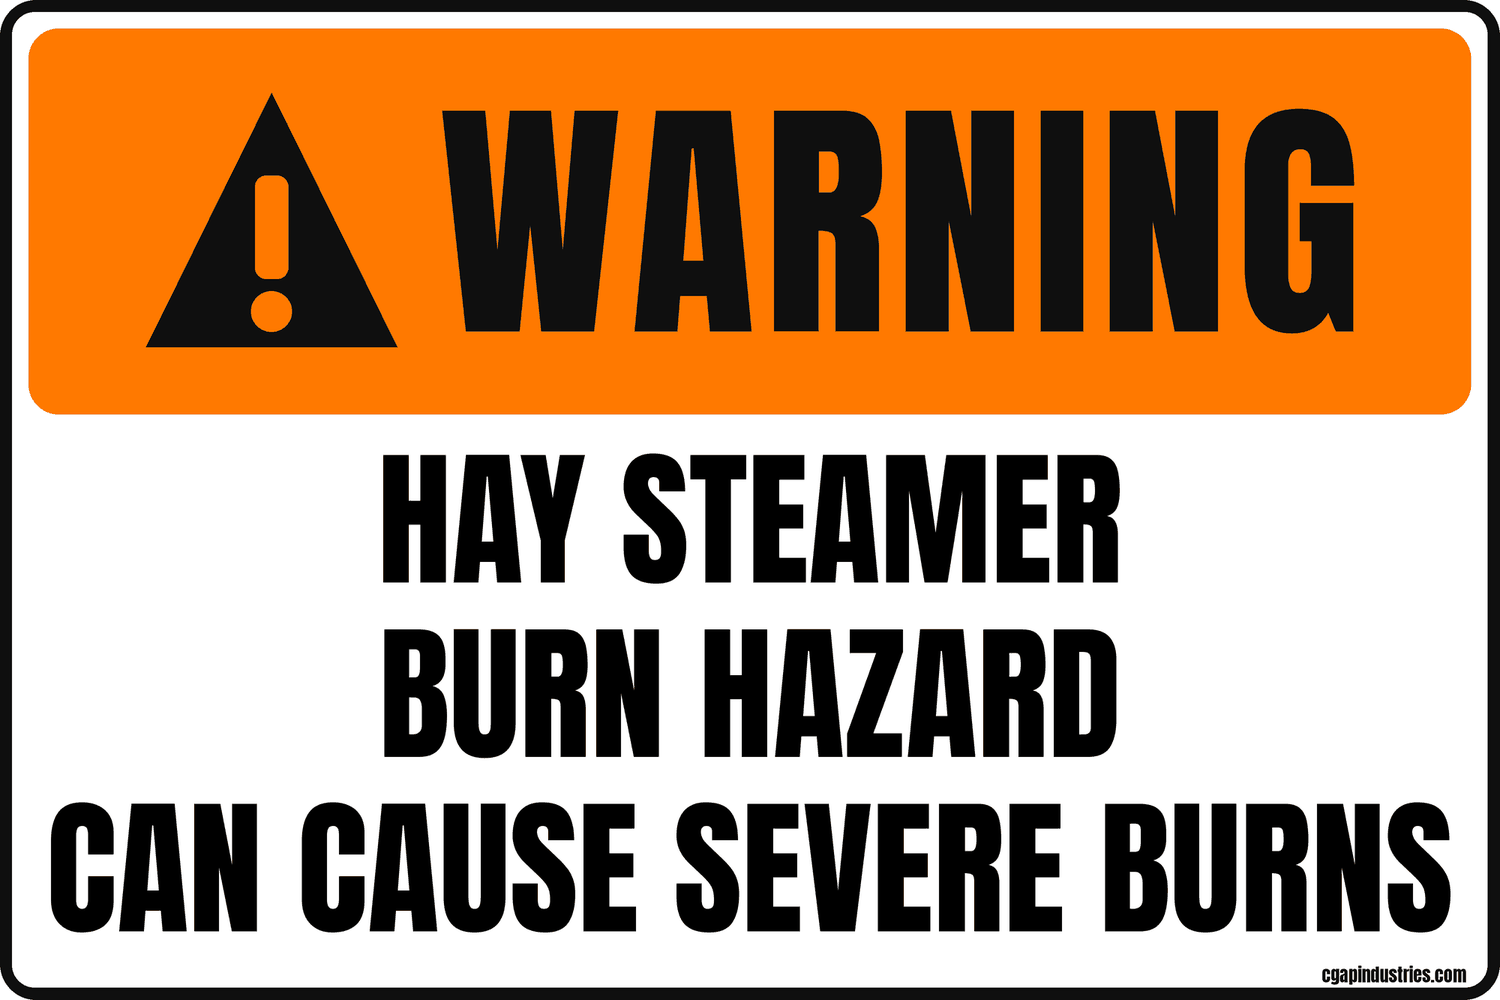 WARNING
HAY STEAMER
BURN HAZARD
CAN CAUSE SEVERE BURNS
cgapindustries.com